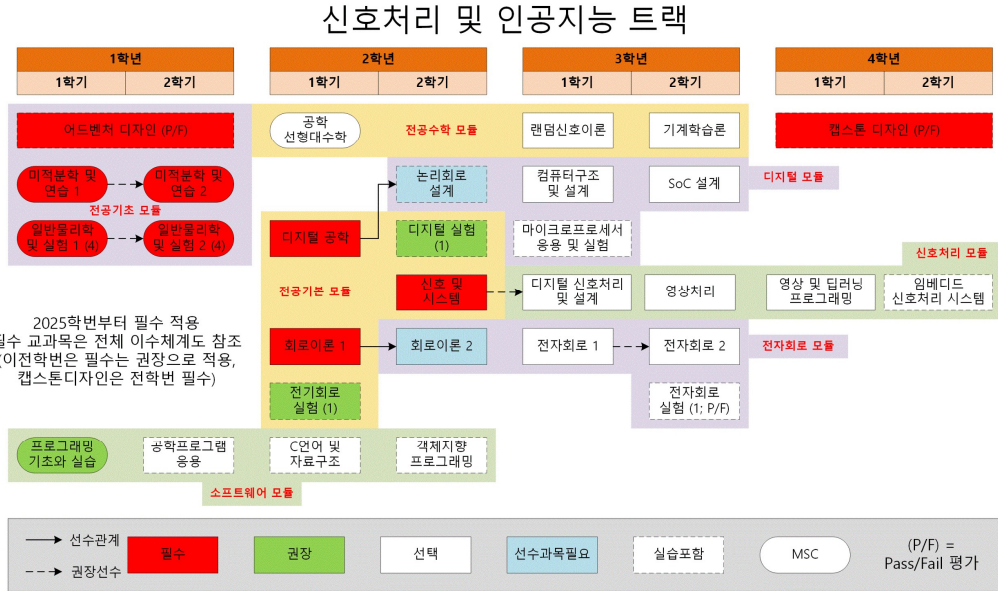 신호처리 및 인공지능 트랙
1학년
2학년
3학년
4학년
1학기
2학기
1학기
2학기
1학기
2학기
1학기
2학기
어드벤처 디자인 (P/F)
공학
선형대수학
전공수학 모듈
랜덤신호이론
기계학습론
캡스톤 디자인 (P/F)
미적분학 및
연습 1
미적분학 및
연습 2
논리회로
설계
컴퓨터구조
및 설계
SoC 설계
디지털 모듈
전공기초 모듈
일반물리학
및 실험 1 (4)
일반물리학
및 실험 2 (4)
디지털 공학
디지털 실험
(1)
마이크로프로세서
응용 및 실험
신호처리 모듈
전공기본 모듈
신호 및
시스템
디지털 신호처리
및 설계
영상처리
영상 및 딥러닝
프로그래밍
임베디드
신호처리 시스템
2025학번부터 필수 적용
필수 교과목은 전체 이수체계도 참조
(이전학번은 필수는 권장으로 적용,
캡스톤디자인은 전학번 필수)
회로이론 1
회로이론 2
전자회로 1
전자회로 2
전자회로 모듈
전기회로
실험 (1)
전자회로
실험 (1; P/F)
프로그래밍
기초와 실습
공학프로그램
응용
C언어 및
자료구조
객체지향
프로그래밍
소프트웨어 모듈
선수관계
권장선수
필수
권장
선택
선수과목필요
실습포함
MSC
(P/F) =
Pass/Fail 평가